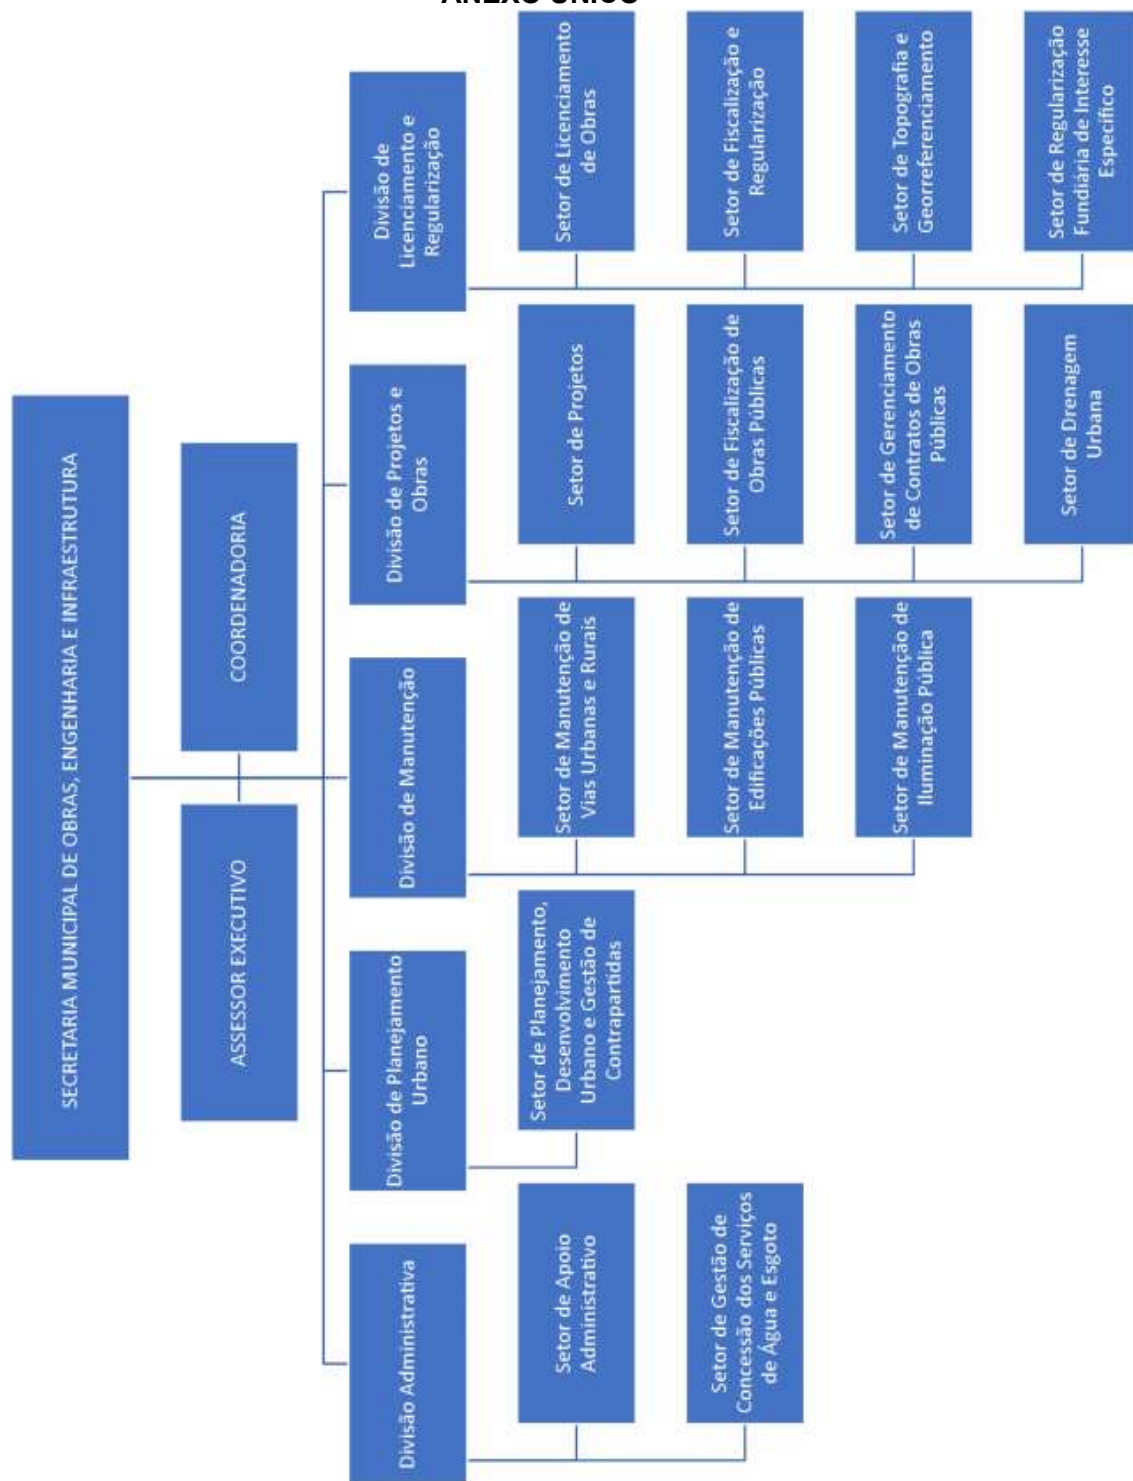 ANEXO ÚNICO
SECRETARIA MUNICIPAL DE OBRAS, ENGENHARIA E INFRAESTRUTURA
ASSESSOR EXECUTIVO
COORDENADORIA
Divisão Administrativa
Setor de Apoio
Administrativo
Setor de Gestão de
Concessão dos Serviços
de Água e Esgoto
Divisão de Planejamento
Urbano
Setor de Planejamento,
Desenvolvimento
Urbano e Gestão de
Contrapartidas
Divisão de Manutenção
Setor de Manutenção de
Vias Urbanas e Rurais
Setor de Manutenção de
Edificações Públicas
Setor de Manutenção de
Iluminação Pública
Divisão de Projetos e
Obras
Setor de Projetos
Setor de Fiscalização de
Obras Públicas
Setor de Gerenciamento
de Contratos de Obras
Públicas
Setor de Drenagem
Urbana
Divisão de
Licenciamento e
Regularização
Setor de Licenciamento
de Obras
Setor de Fiscalização e
Regularização
Setor de Topografia e
Georreferenciamento
Setor de Regularização
Fundiária de Interesse
Específico